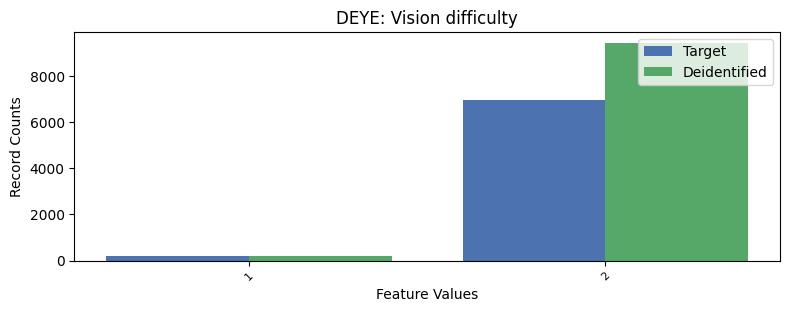 DEYE: Vision difficulty
Target
Deidentified
Record Counts
8000
6000
4000
2000
0
1
2
Feature Values